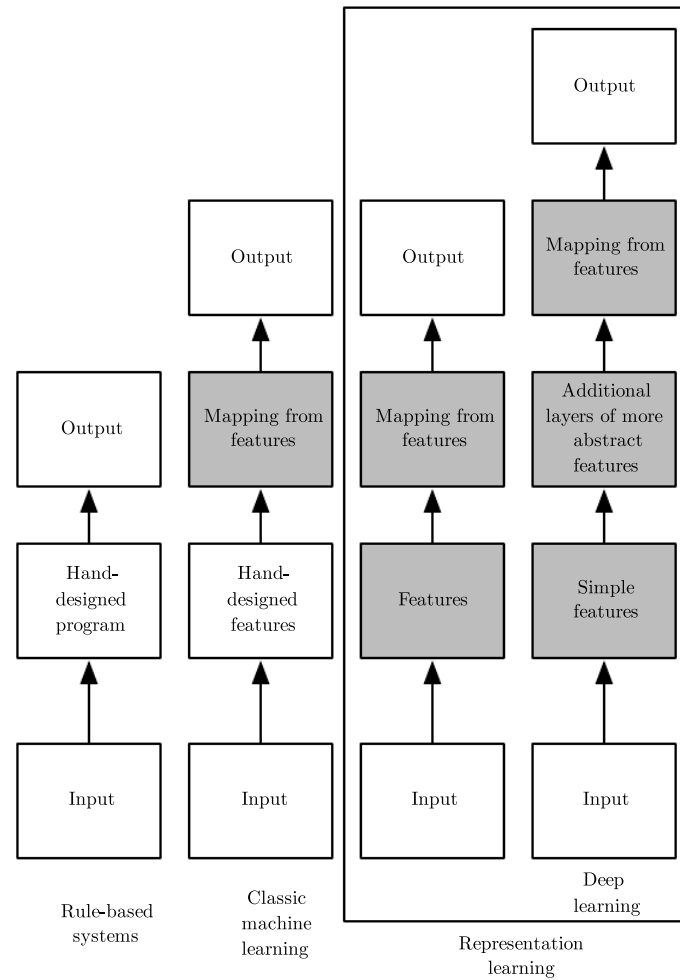 Output
Mapping from
features
Output
Output
Mapping from
features
Mapping from
features
Additional
layers of more
abstract
features
Output
Hand-
designed
program
Hand-
designed
features
Features
Simple
features
Input
Input
Input
Input
Rule-based
systems
Classic
machine
learning
Deep
learning
Representation
learning